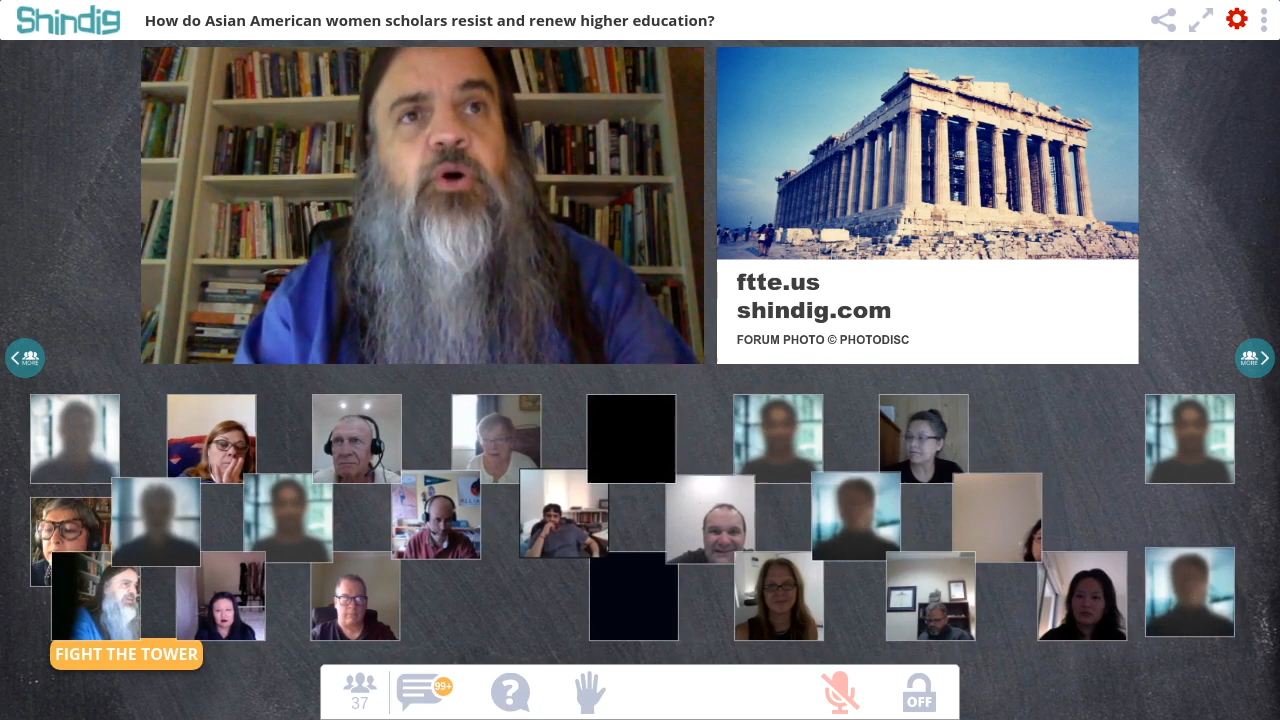 Shindig
How do Asian American women scholars resist and renew higher education?
ftte.us
shindig.com
FORUM PHOTO © PHOTODISC
MORE
MORE
FIGHT THE TOWER
37
99+
?
OFF